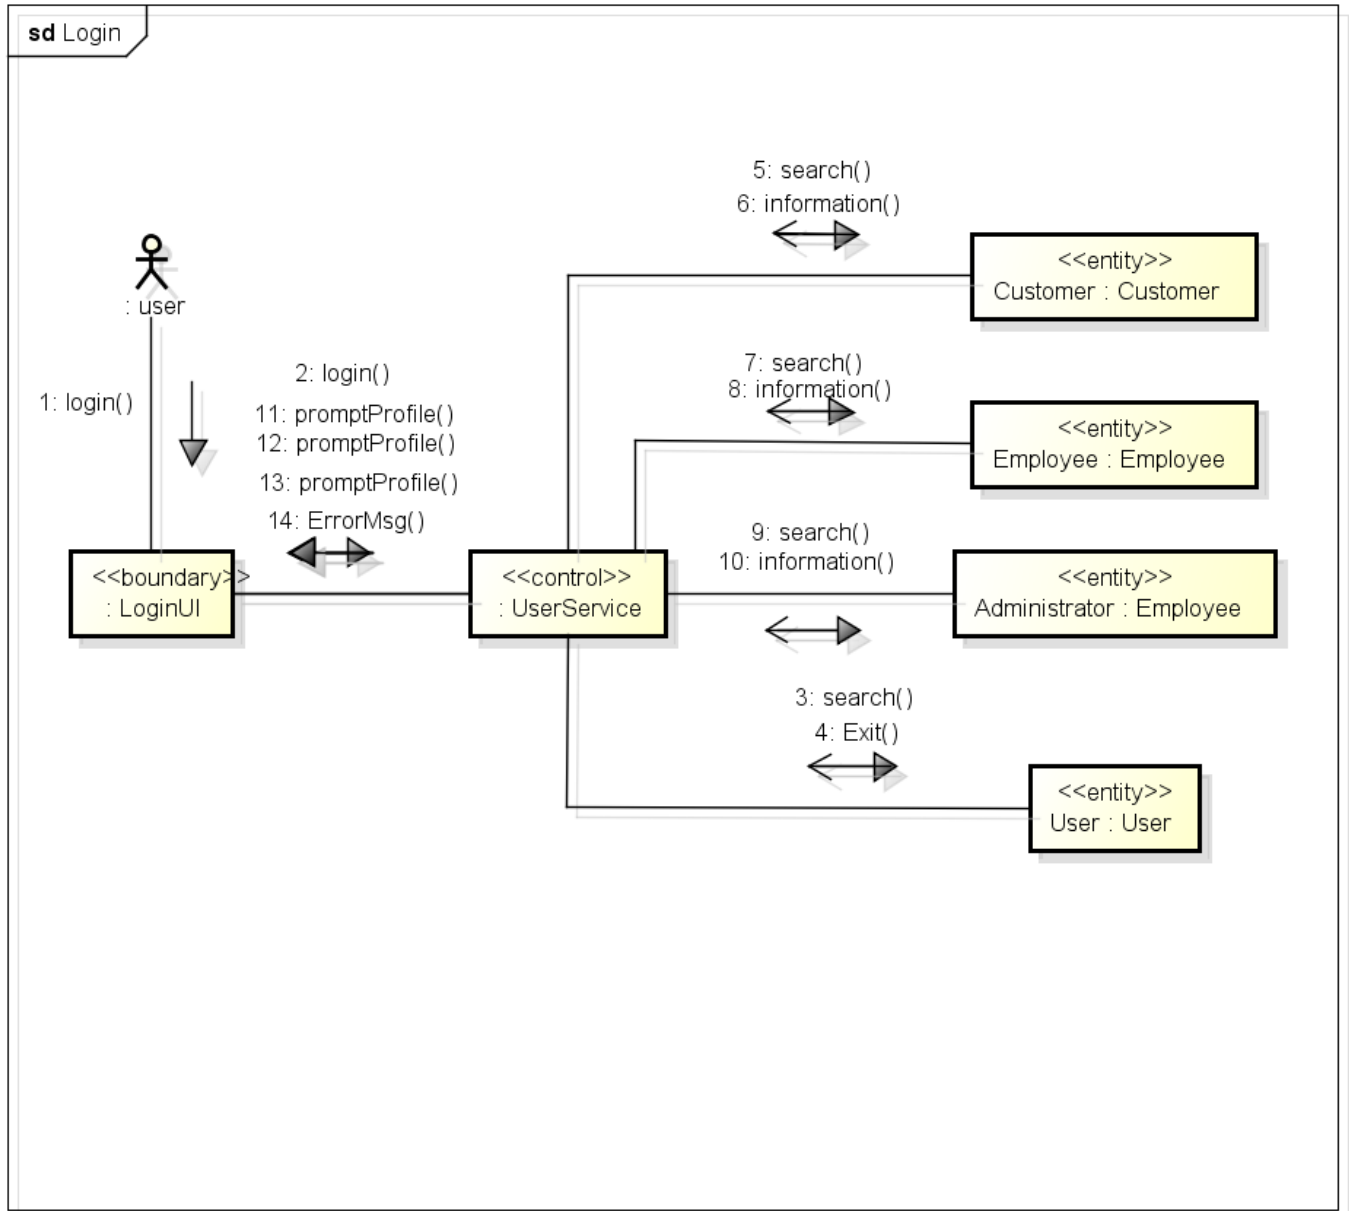 sd Login
5: search()
6: information()
<<entity>>
Customer : Customer
: user
1: login()
2: login()
11: promptProfile()
12: promptProfile()
13: promptProfile()
14: ErrorMsg()
7: search()
8: information()
<<entity>>
Employee : Employee
<<boundary>>
: LoginUI
<<control>>
: UserService
9: search()
10: information()
<<entity>>
Administrator : Employee
3: search()
4: Exit()
<<entity>>
User : User